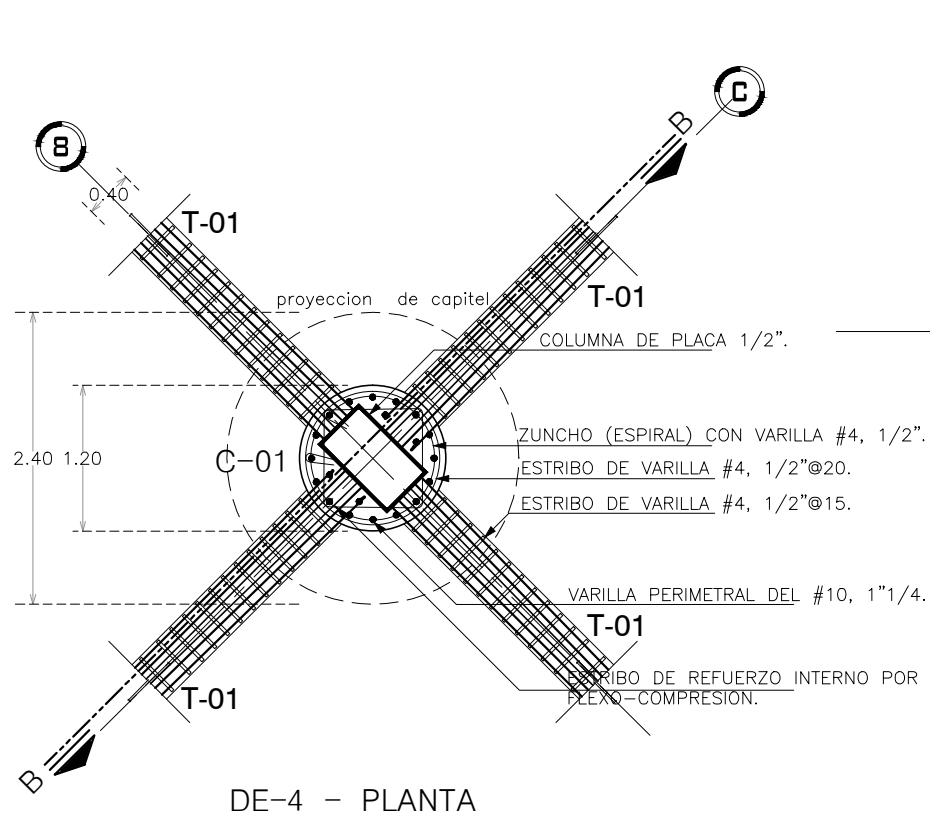 C
B
8
0.40
T-01
T-01
proyeccion de capitel
COLUMNA DE PLACA 1/2”.
ZUNCHO (ESPIRAL) CON VARILLA #4, 1/2”.
2.40 1.20
C-01
ESTRIBO DE VARILLA #4, 1/2”@20.
ESTRIBO DE VARILLA #4, 1/2”@15.
VARILLA PERIMETRAL DEL #10, 1”1/4.
T-01
ESTRIBO DE REFUERZO INTERNO POR
FLEXO-COMPRESION.
T-01
B
DE-4 - PLANTA